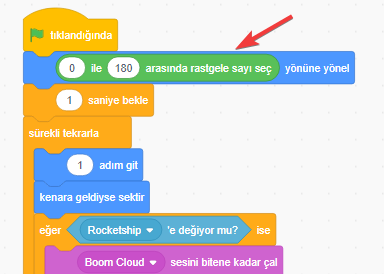 tıklandığında
0 ile 180 arasında rastgele sayı seç yönüne yönel
1 saniye bekle
sürekli tekrarla
1 adım git
kenara geldiyse sektir
eğer Rocketship 'e değiyor mu? ise
Boom Cloud sesini bitene kadar çal